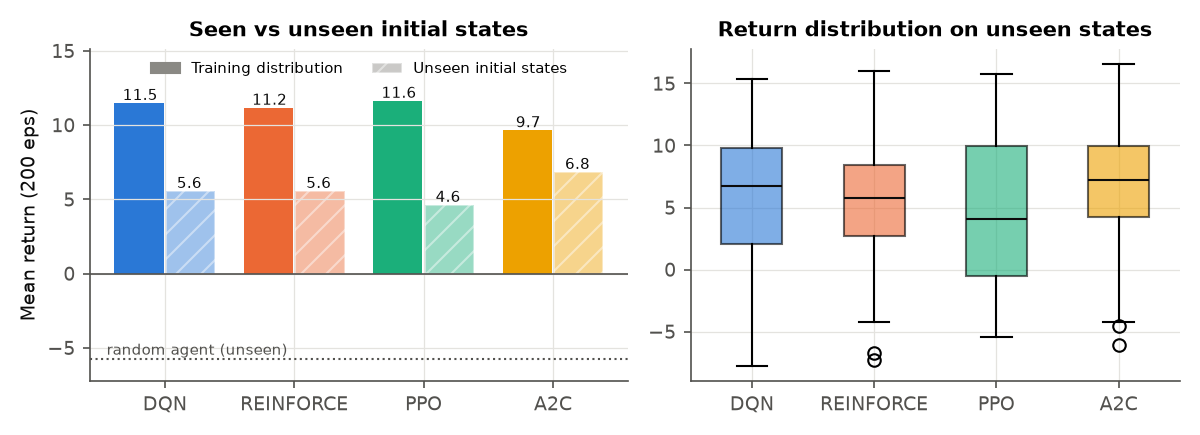 Seen vs unseen initial states
Training distribution
Unseen initial states
Mean return (200 eps)
15
10
5
0
−5
11.5
5.6
11.2
5.6
11.6
4.6
9.7
6.8
random agent (unseen)
DQN
REINFORCE
PPO
A2C
Return distribution on unseen states
15
10
5
0
−5
DQN
REINFORCE
PPO
A2C